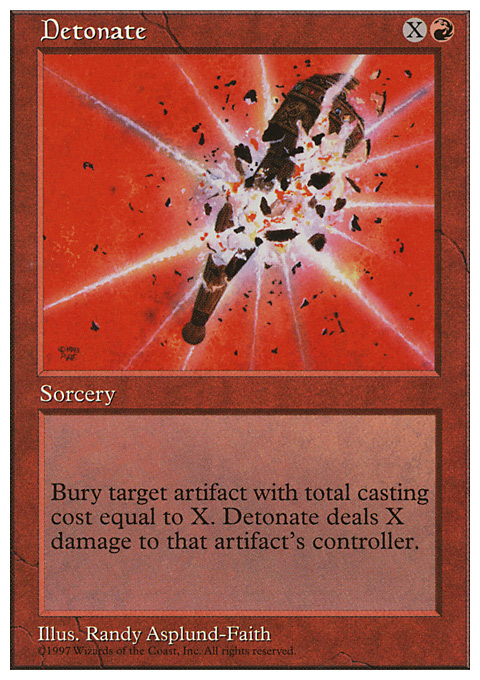 Detonate X
©1993
Sorcery
Bury target artifact with total casting
cost equal to X. Detonate deals X
damage to that artifact's controller.
Illus. Randy Asplund-Faith
©1997 Wizards of the Coast, Inc. All rights reserved.